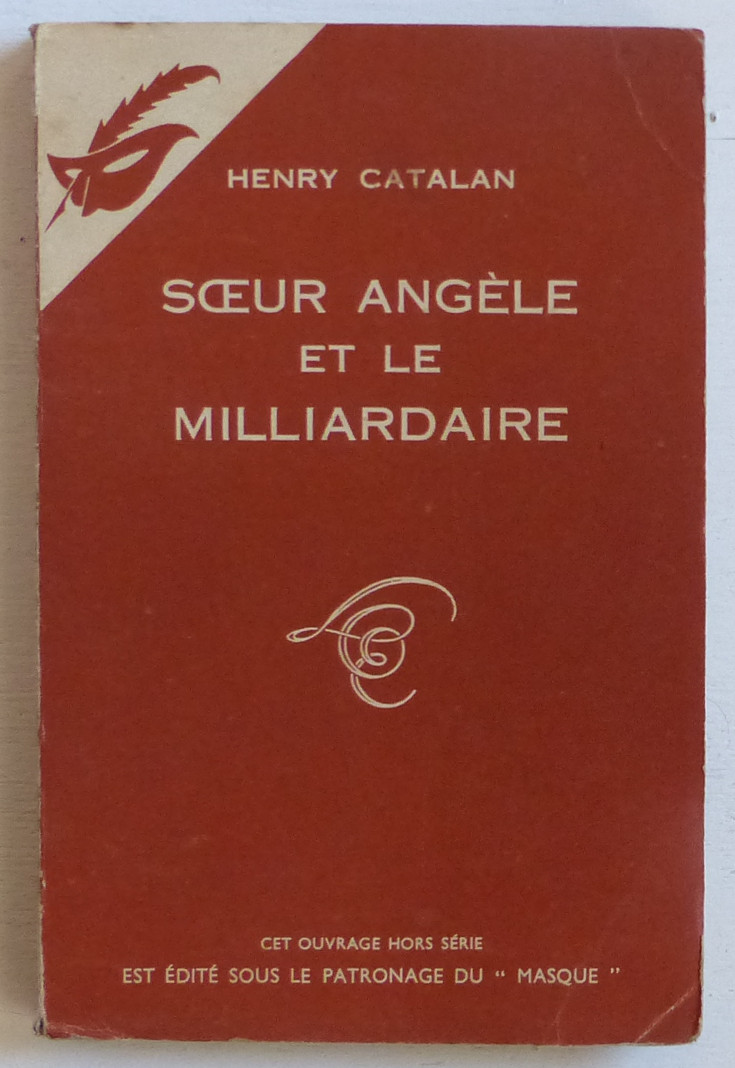 HENRY CATALAN
SŒUR ANGÈLE
ET LE
MILLIARDAIRE
CET OUVRAGE HORS SÉRIE
EST ÉDITÉ SOUS LE PATRONAGE DU “ MASQUE ”